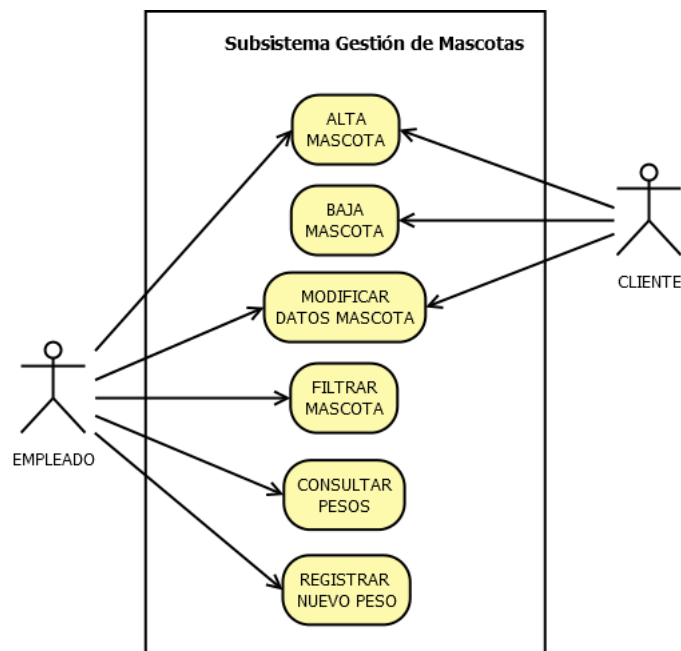 Subsistema Gestión de Mascotas
ALTA
MASCOTA
BAJA
MASCOTA
CLIENTE
MODIFICAR
DATOS MASCOTA
FILTRAR
MASCOTA
EMPLEADO
CONSULTAR
PESOS
REGISTRAR
NUEVO PESO